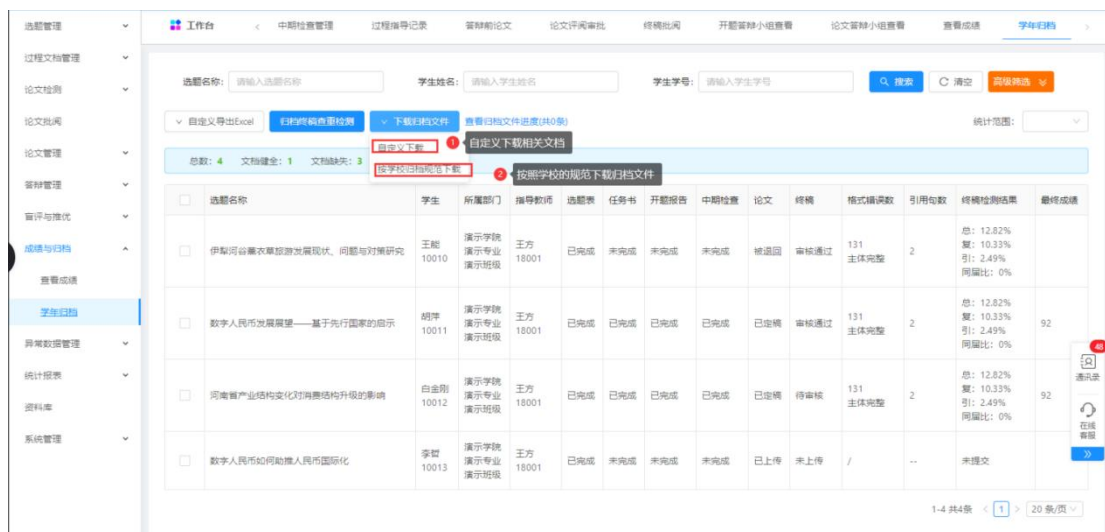 选题管理
过程文档管理
论文检测
论文批阅
论文管理
答辩管理
盲评与推优
成绩与归档
查看成绩
学年归档
异常数据管理
统计报表
资料库
系统管理
工作台 < 中期检查管理 过程指导记录 答辩前论文 论文评阅审批 终稿批阅 开题答辩小组查看 论文答辩小组查看 查看成绩 学年归档 >
选题名称: 请输入选题名称 学生姓名: 请输入学生姓名 学生学号: 请输入学生学号 搜索 清空 高级筛选
自定义导出Excel 归档终稿查重检测 下载归档文件 查看归档文件进度(共0条) 统计范围:
自定义下载 1 自定义下载相关文档
按学校归档规范下载 2 按照学校的规范下载归档文件
总数: 4 文档健全: 1 文档缺失: 3
选题名称 学生 所属部门 指导教师 选题表 任务书 开题报告 中期检查 论文 终稿 格式错误数 引用句数 终稿检测结果 最终成绩
伊犁河谷薰衣草旅游发展现状、问题与对策研究 王能 10010 演示学院 演示专业 演示班级 王方 18001 已完成 未完成 未完成 未完成 被退回 审核通过 131 主体完整 2 总: 12.82% 复: 10.33% 引: 2.49% 同届比: 0%
数字人民币发展展望——基于先行国家的启示 胡萍 10011 演示学院 演示专业 演示班级 王方 18001 已完成 已完成 已完成 已完成 已定稿 审核通过 131 主体完整 2 总: 12.82% 复: 10.33% 引: 2.49% 同届比: 0% 92
河南省产业结构变化对消费结构升级的影响 白金刚 10012 演示学院 演示专业 演示班级 王方 18001 已完成 已完成 已完成 已完成 已定稿 待审核 131 主体完整 2 总: 12.82% 复: 10.33% 引: 2.49% 同届比: 0% 92
数字人民币如何助推人民币国际化 李哲 10013 演示学院 演示专业 演示班级 王方 18001 已完成 未完成 未完成 未完成 已上传 未上传 / -- 未提交
48
通讯录
在线
客服
1-4 共4条 < 1 > 20 条/页